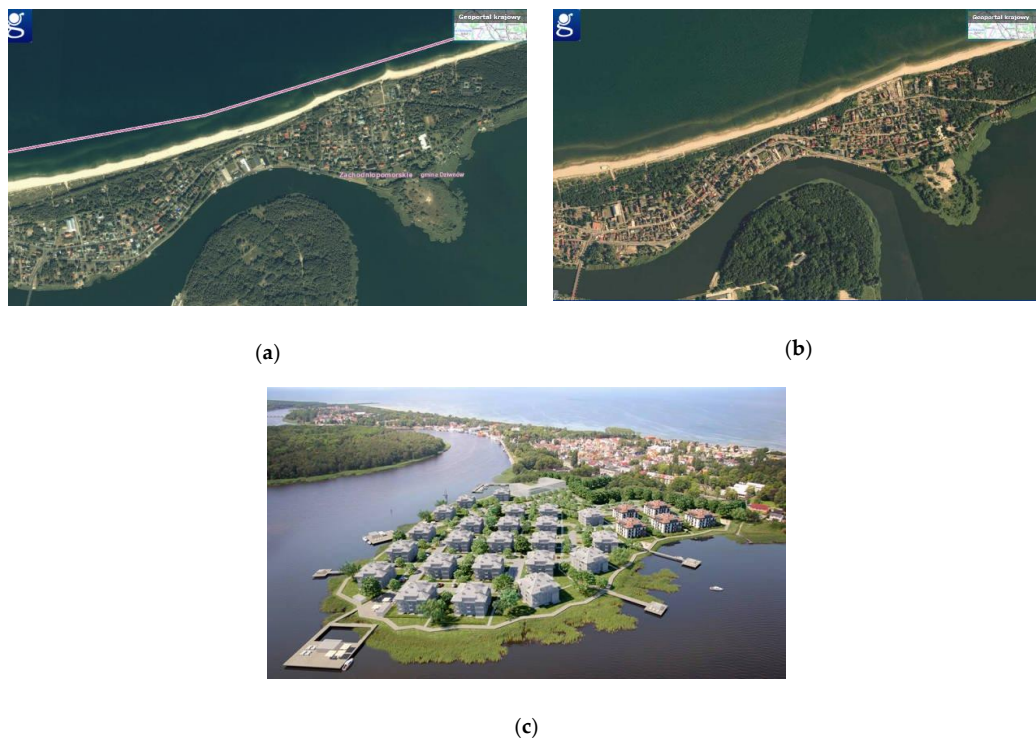 Geoportal krajowy
Geoportal krajowy
Zachodniopomorskie gmina Dziwnów
(a)
(b)
(c)